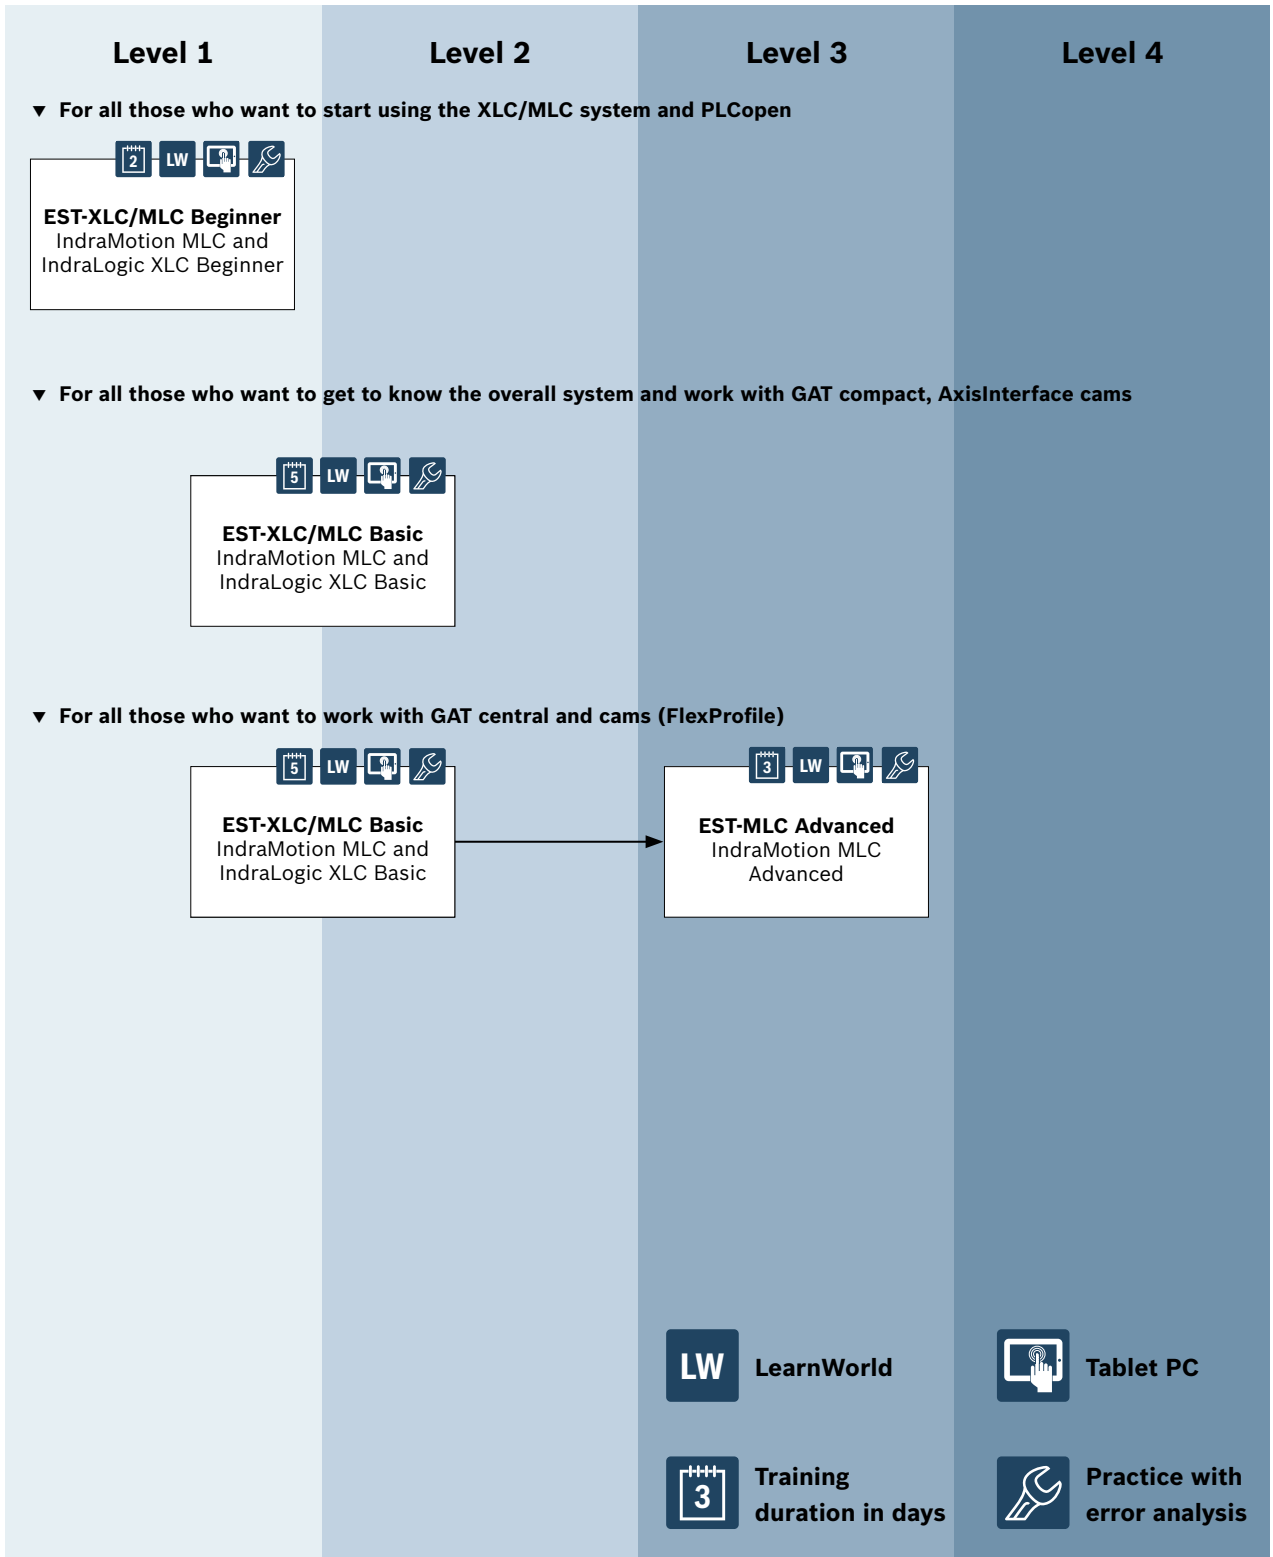 Level 1 Level 2 Level 3 Level 4
▼ For all those who want to start using the XLC/MLC system and PLCopen
2 LW
EST-XLC/MLC Beginner
IndraMotion MLC and
IndraLogic XLC Beginner
▼ For all those who want to get to know the overall system and work with GAT compact, AxisInterface cams
5 LW
EST-XLC/MLC Basic
IndraMotion MLC and
IndraLogic XLC Basic
▼ For all those who want to work with GAT central and cams (FlexProfile)
5 LW
EST-XLC/MLC Basic
IndraMotion MLC and
IndraLogic XLC Basic
3 LW
EST-MLC Advanced
IndraMotion MLC
Advanced
LW LearnWorld
Tablet PC
3
Training
duration in days
Practice with
error analysis